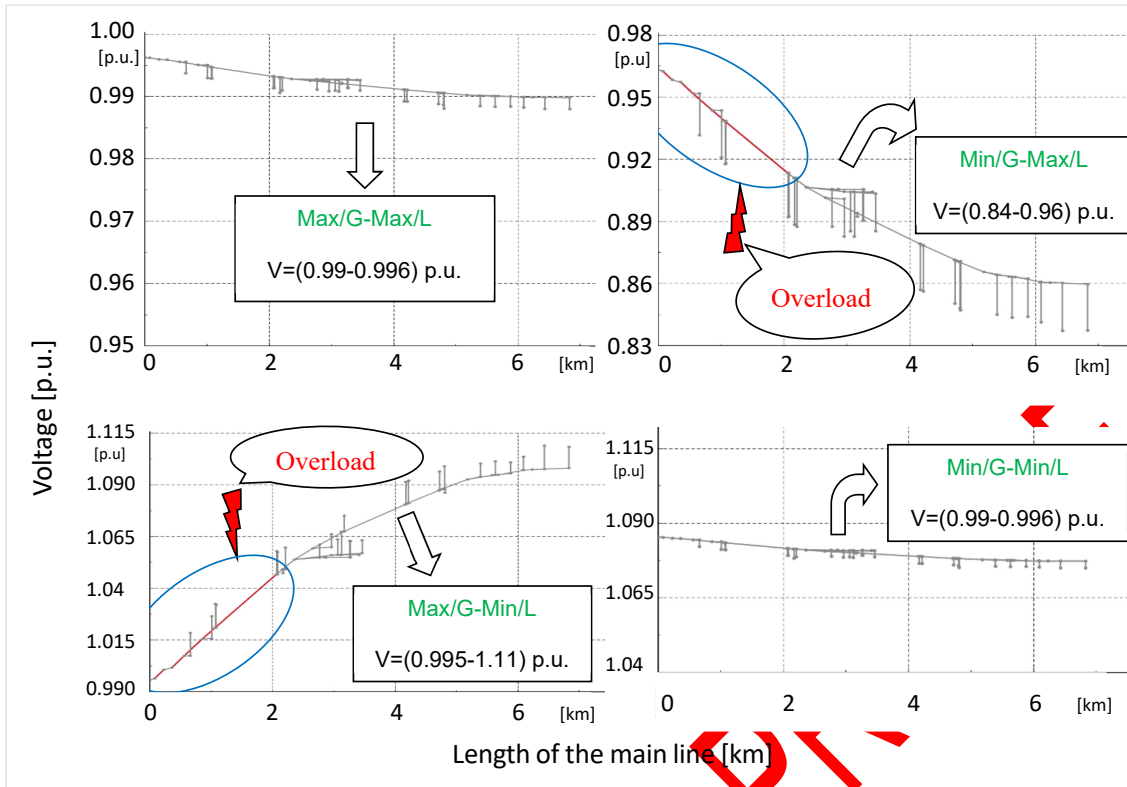 Voltage [p.u.]
1.00
[p.u.]
0.99
0.98
0.97
0.96
0.95
0 2 4 6 [km]
Max/G-Max/L
V=(0.99-0.996) p.u.
0.98
[p.u]
0.95
0.92
0.89
0.86
0.83
0 2 4 6 [km]
Min/G-Max/L
V=(0.84-0.96) p.u.
Overload
1.115
[p.u]
1.090
1.065
1.04
1.015
0.990
0 2 4 6 [km]
Overload
Max/G-Min/L
V=(0.995-1.11) p.u.
1.115
[p.u]
1.090
1.065
1.04
0 2 4 6 [km]
Min/G-Min/L
V=(0.99-0.996) p.u.
Length of the main line [km]